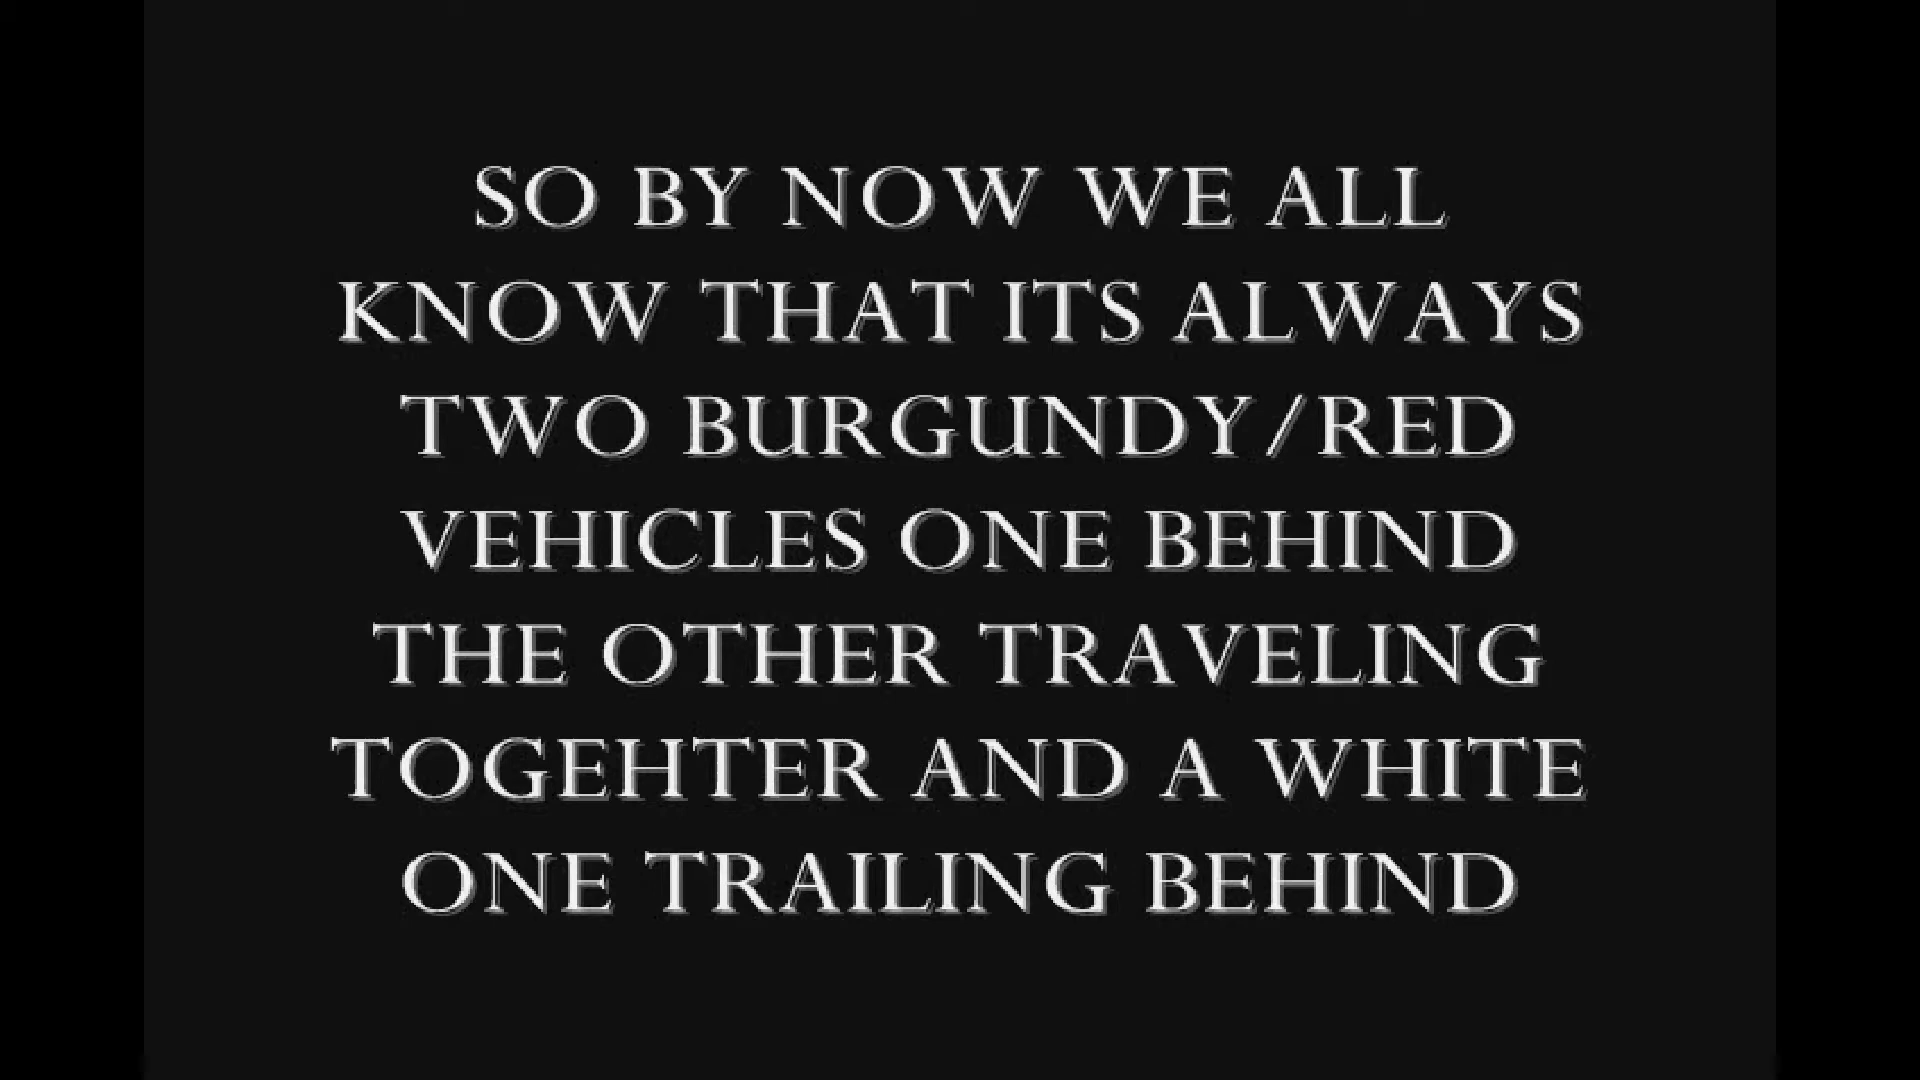 SO BY NOW WE ALL
KNOW THAT ITS ALWAYS
TWO BURGUNDY/RED
VEHICLES ONE BEHIND
THE OTHER TRAVELING
TOGEHTER AND A WHITE
ONE TRAILING BEHIND